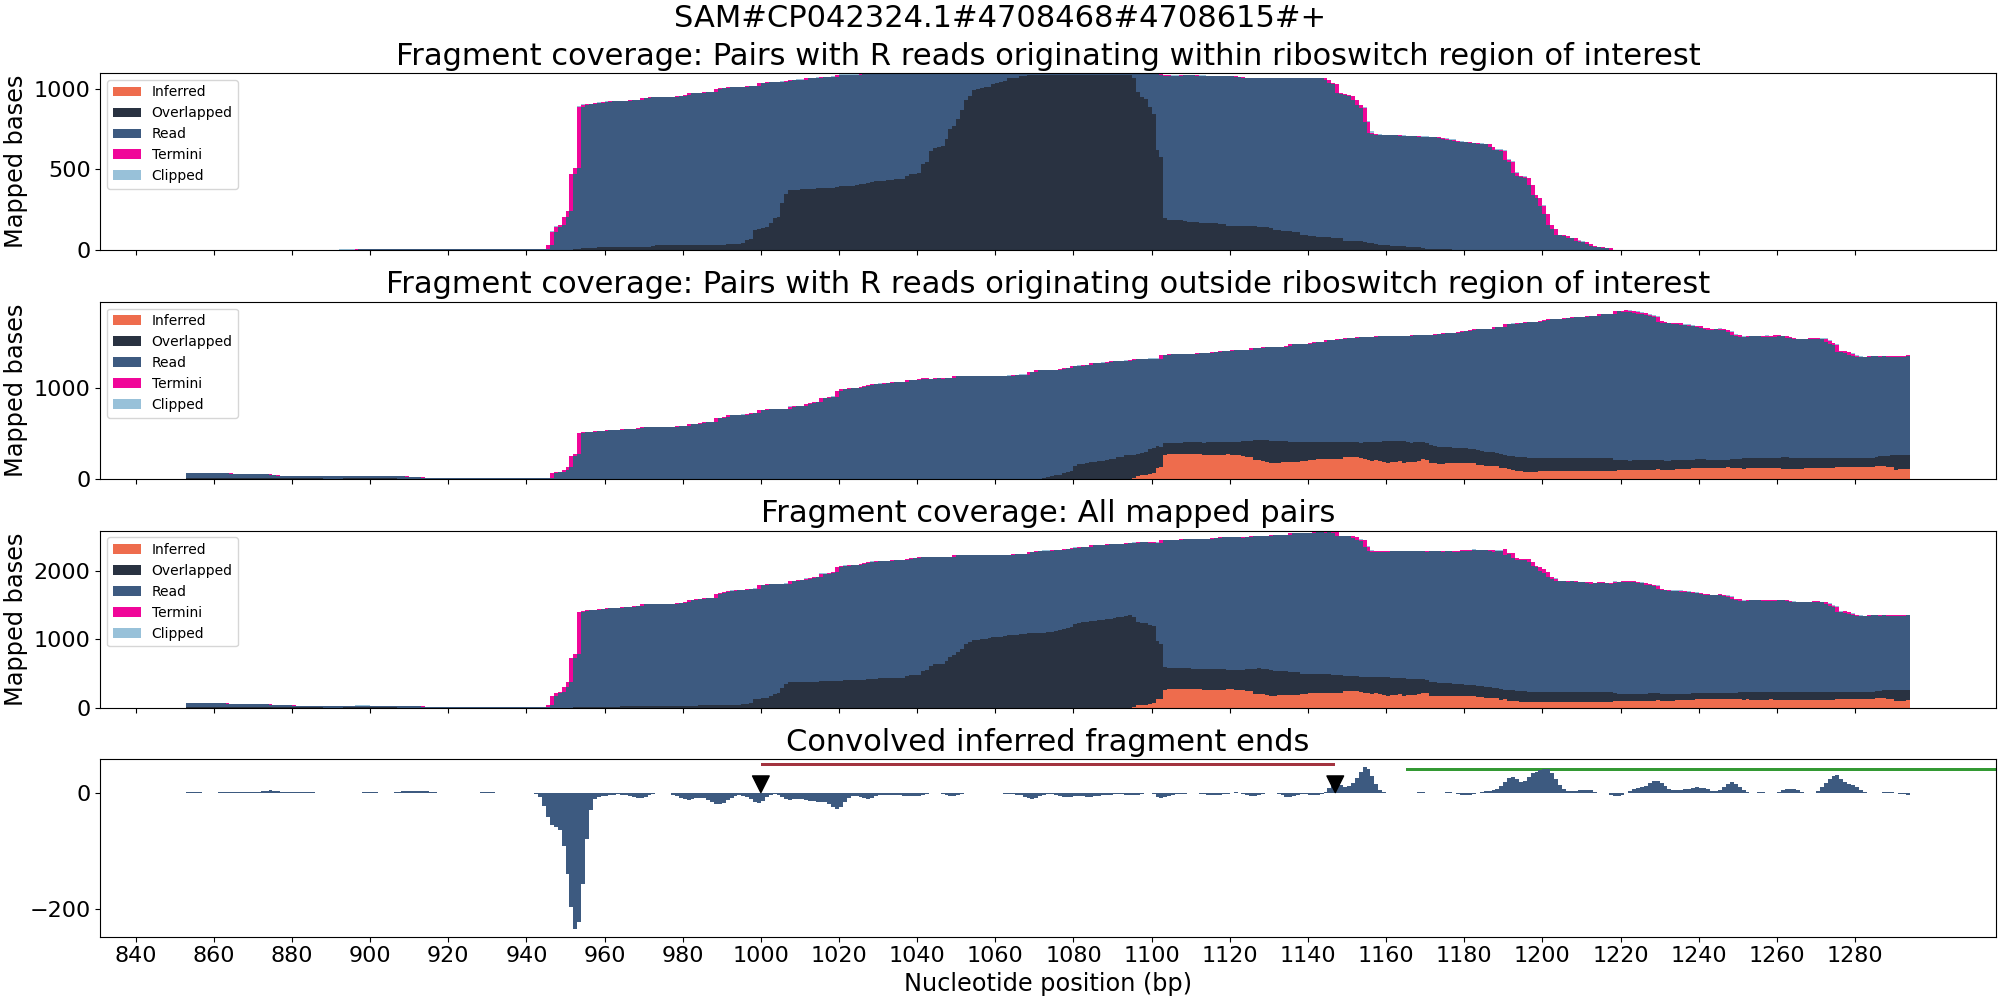 SAM#CP042324.1#4708468#4708615#+
Fragment coverage: Pairs with R reads originating within riboswitch region of interest
Mapped bases
1000
500
0
Inferred
Overlapped
Read
Termini
Clipped
Fragment coverage: Pairs with R reads originating outside riboswitch region of interest
Mapped bases
1000
0
Inferred
Overlapped
Read
Termini
Clipped
Fragment coverage: All mapped pairs
Mapped bases
2000
1000
0
Inferred
Overlapped
Read
Termini
Clipped
Convolved inferred fragment ends
0
−200
840 860 880 900 920 940 960 980 1000 1020 1040 1060 1080 1100 1120 1140 1160 1180 1200 1220 1240 1260 1280
Nucleotide position (bp)